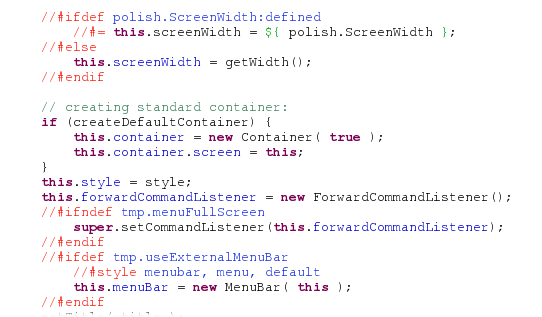 //#ifdef polish.ScreenWidth:defined
//#= this.screenWidth = ${ polish.ScreenWidth };
//#else
this.screenWidth = getWidth();
//#endif
// creating standard container:
if (createDefaultContainer) {
this.container = new Container( true );
this.container.screen = this;
}
this.style = style;
this.forwardCommandListener = new ForwardCommandListener();
//#ifndef tmp.menuFullScreen
super.setCommandListener(this.forwardCommandListener);
//#endif
//#ifdef tmp.useExternalMenuBar
//#style menubar, menu, default
this.menuBar = new MenuBar( this );
//#endif